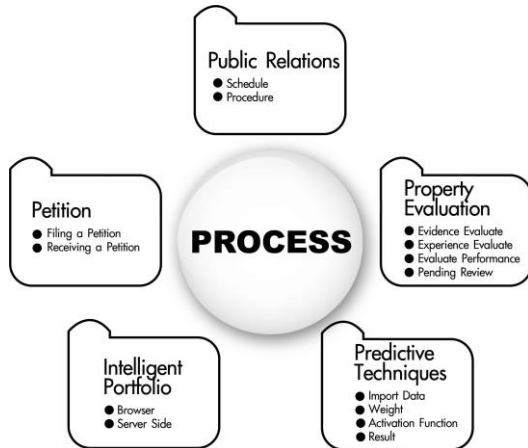 Public Relations
● Schedule
● Procedure
Petition
● Filing a Petition
● Receiving a Petition
PROCESS
Property
Evaluation
● Evidence Evaluate
● Experience Evaluate
● Evaluate Performance
● Pending Review
Intelligent
Portfolio
● Browser
● Server Side
Predictive
Techniques
● Import Data
● Weight
● Activation Function
● Result